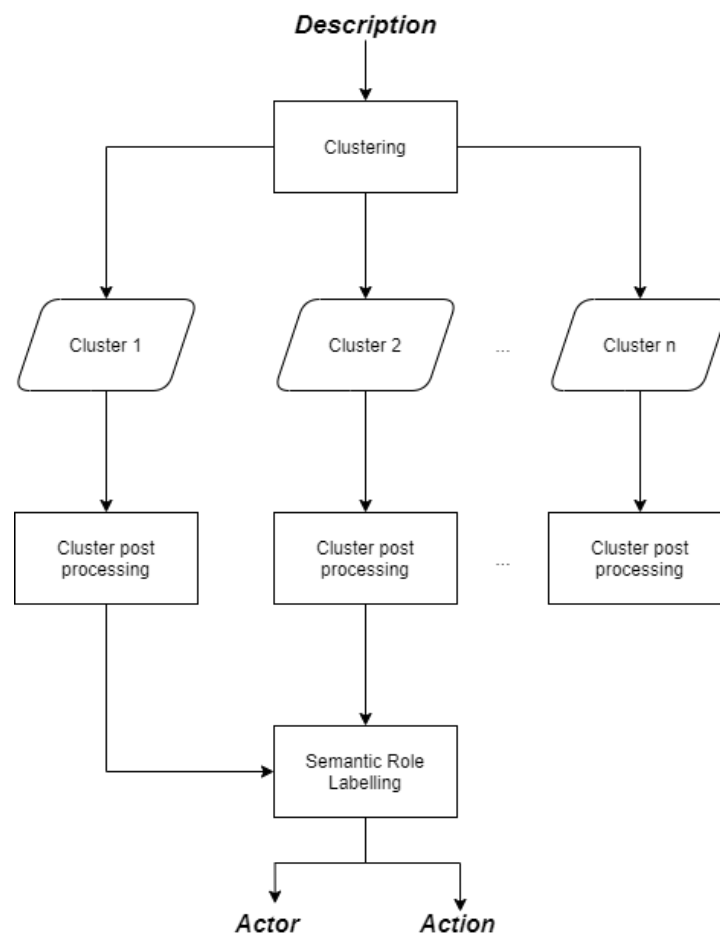 Description
Clustering
Cluster 1
Cluster 2
...
Cluster n
Cluster post
processing
Cluster post
processing
...
Cluster post
processing
Semantic Role
Labelling
Actor
Action